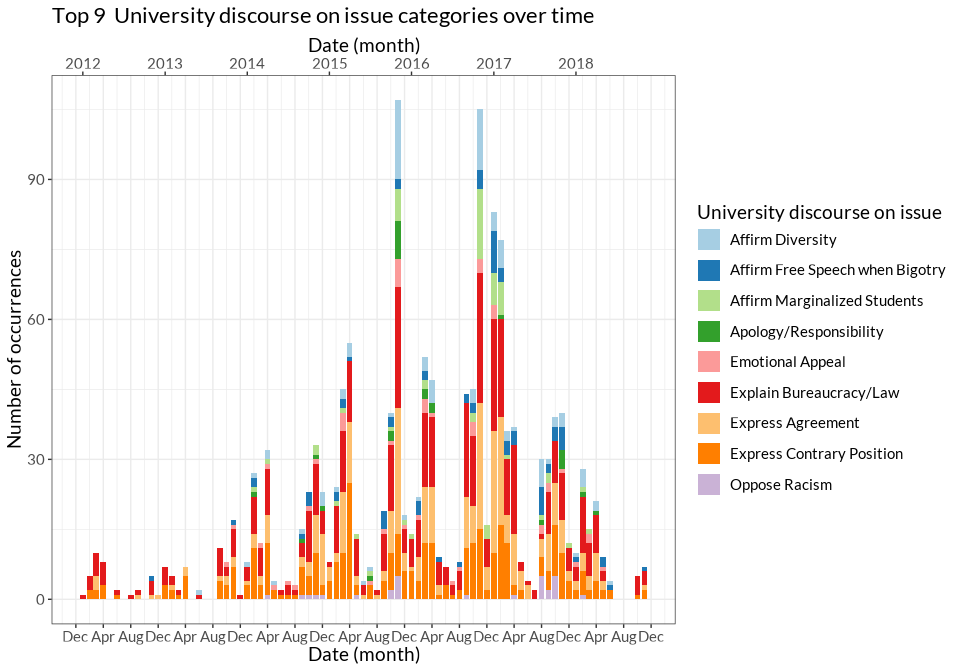 Top 9  University discourse on issue categories over time
Date (month)
2012 2013 2014 2015 2016 2017 2018
Number of occurrences
90
60
30
0
Dec Apr Aug Dec Apr Aug Dec Apr Aug Dec Apr Aug Dec Apr Aug Dec Apr Aug Dec Apr Aug Dec
Date (month)
University discourse on issue
Affirm Diversity
Affirm Free Speech when Bigotry
Affirm Marginalized Students
Apology/Responsibility
Emotional Appeal
Explain Bureaucracy/Law
Express Agreement
Express Contrary Position
Oppose Racism